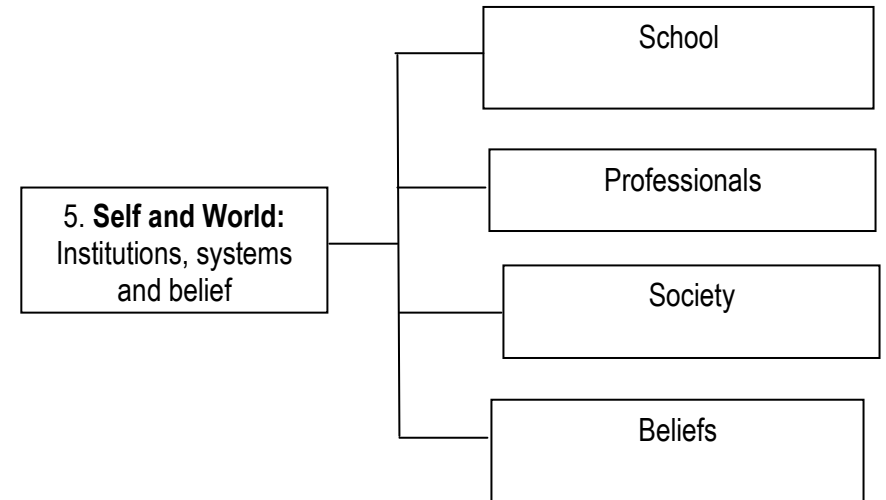 School
Professionals
5. Self and World:
Institutions, systems
and belief
Society
Beliefs